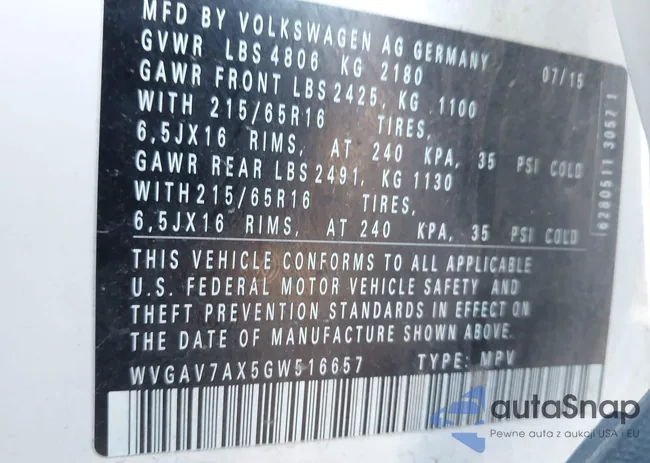 MFD BY VOLKSWAGEN AG GERMANY
GVWR LBS 4806 KG 2180 07/15
GAWR FRONT LBS 2425, KG 1100
WITH 215/65R16 TIRES,
6,5JX16 RIMS, AT 240 KPA, 35 PSI COLD
GAWR REAR LBS 2491, KG 1130
WITH 215/65R16 TIRES,
6,5JX16 RIMS, AT 240 KPA, 35 PSI COLD
6280511 3052 1
THIS VEHICLE CONFORMS TO ALL APPLICABLE
U.S. FEDERAL MOTOR VEHICLE SAFETY AND
THEFT PREVENTION STANDARDS IN EFFECT ON
THE DATE OF MANUFACTURE SHOWN ABOVE.
WVGAV7AX5GW516657 TYPE: MPV
autaSnap
Pewne auta z aukcji USA i EU